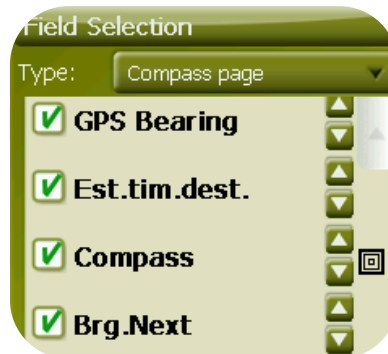 Field Selection
Type: Compass page
GPS Bearing
Est.tim.dest.
Compass
Brg.Next